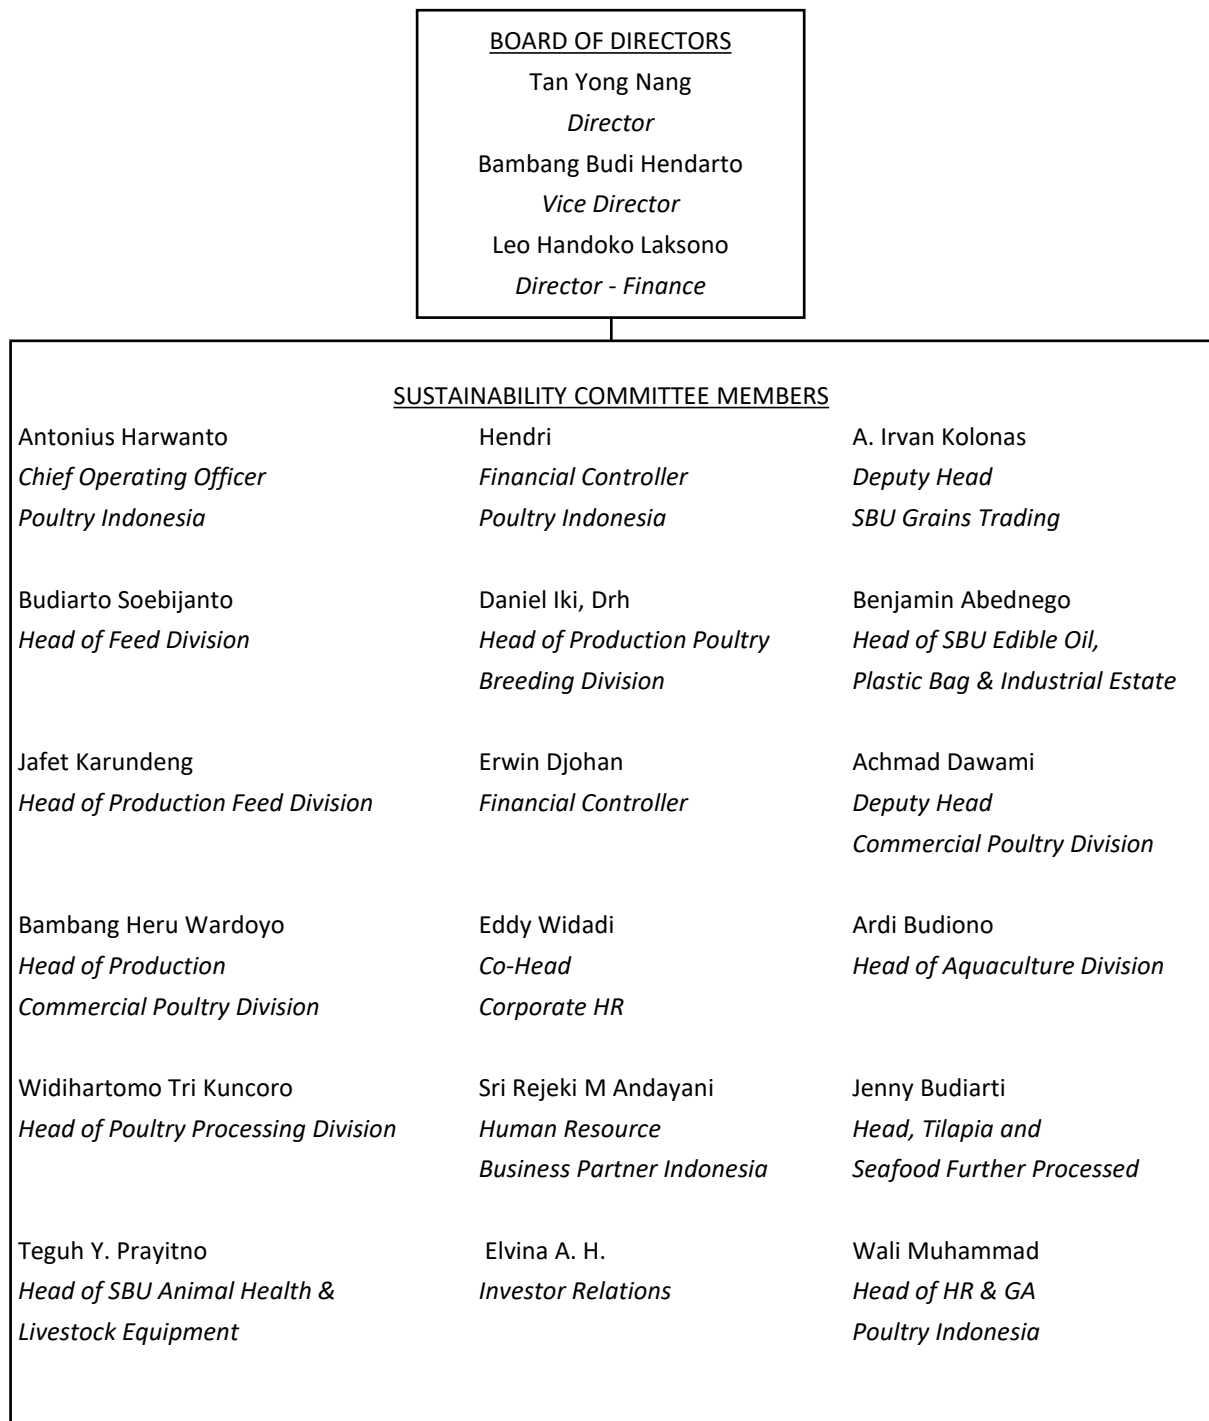 BOARD OF DIRECTORS
Tan Yong Nang
Director
Bambang Budi Hendarto
Vice Director
Leo Handoko Laksono
Director - Finance
SUSTAINABILITY COMMITTEE MEMBERS
Antonius Harwanto
Chief Operating Officer
Poultry Indonesia
Hendri
Financial Controller
Poultry Indonesia
A. Irvan Kolonas
Deputy Head
SBU Grains Trading
Budiarto Soebijanto
Head of Feed Division
Daniel Iki, Drh
Head of Production Poultry
Breeding Division
Benjamin Abednego
Head of SBU Edible Oil,
Plastic Bag & Industrial Estate
Jafet Karundeng
Head of Production Feed Division
Erwin Djohan
Financial Controller
Achmad Dawami
Deputy Head
Commercial Poultry Division
Bambang Heru Wardoyo
Head of Production
Commercial Poultry Division
Eddy Widadi
Co-Head
Corporate HR
Ardi Budiono
Head of Aquaculture Division
Widihartomo Tri Kuncoro
Head of Poultry Processing Division
Sri Rejeki M Andayani
Human Resource
Business Partner Indonesia
Jenny Budiarti
Head, Tilapia and
Seafood Further Processed
Teguh Y. Prayitno
Head of SBU Animal Health &
Livestock Equipment
Elvina A. H.
Investor Relations
Wali Muhammad
Head of HR & GA
Poultry Indonesia